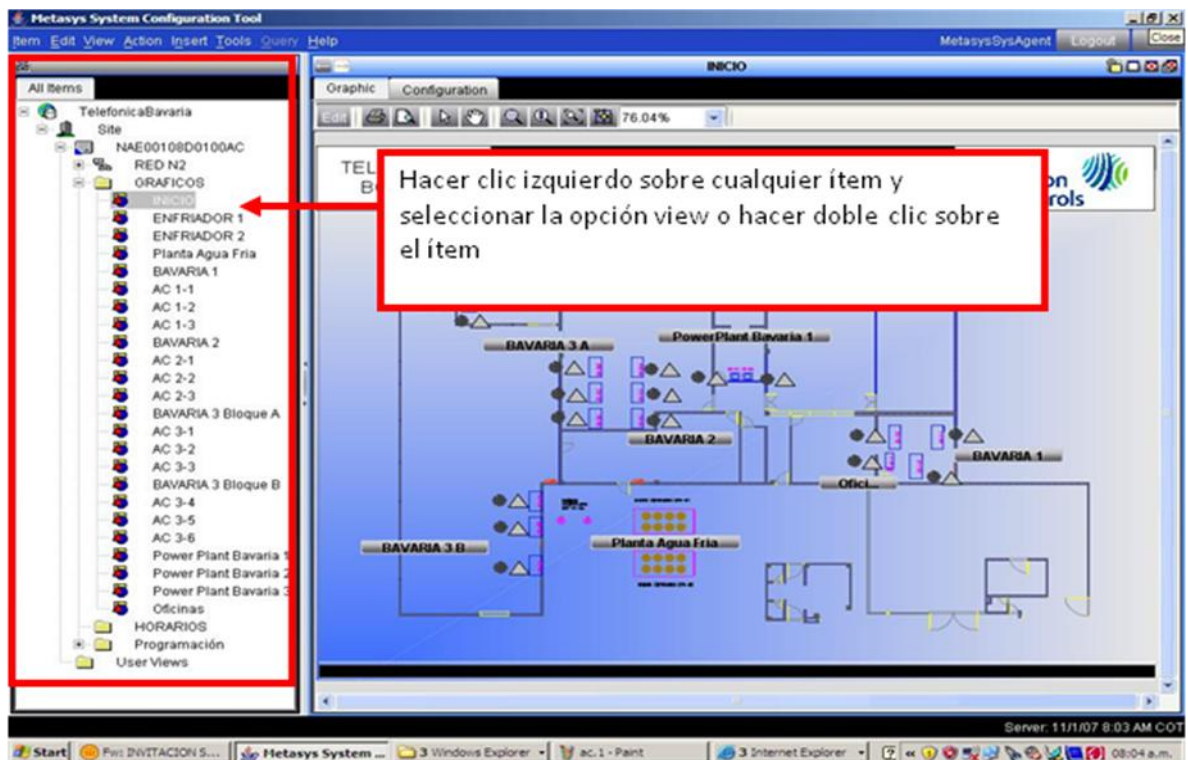 Metasys System Configuration Tool
Item Edit View Action Insert Tools Query Help
MetasysSysAgent Logout Close
All Items
TelefonicaBavaria
Site
NAE00108D0100AC
RED N2
GRAFICOS
INICIO
ENFRIADOR 1
ENFRIADOR 2
Planta Agua Fria
BAVARIA 1
AC 1-1
AC 1-2
AC 1-3
BAVARIA 2
AC 2-1
AC 2-2
AC 2-3
BAVARIA 3 Bloque A
AC 3-1
AC 3-2
AC 3-3
BAVARIA 3 Bloque B
AC 3-4
AC 3-5
AC 3-6
Power Plant Bavaria 1
Power Plant Bavaria 2
Power Plant Bavaria 3
Oficinas
HORARIOS
Programación
User Views
INICIO
Graphic Configuration
Edit 76.04%
TEL
B
on
rols
Hacer clic izquierdo sobre cualquier ítem y
seleccionar la opción view o hacer doble clic sobre
el ítem
BAVARIA 3 A
PowerPlant Bavaria 1
BAVARIA 2
BAVARIA 1
Ofici...
BAVARIA 3 B
Planta Agua Fria
Server: 11/1/07 8:03 AM COT
Start Fw: INVITACION S... Metasys System ... 3 Windows Explorer ac.1 - Paint 3 Internet Explorer 08:04 a.m.